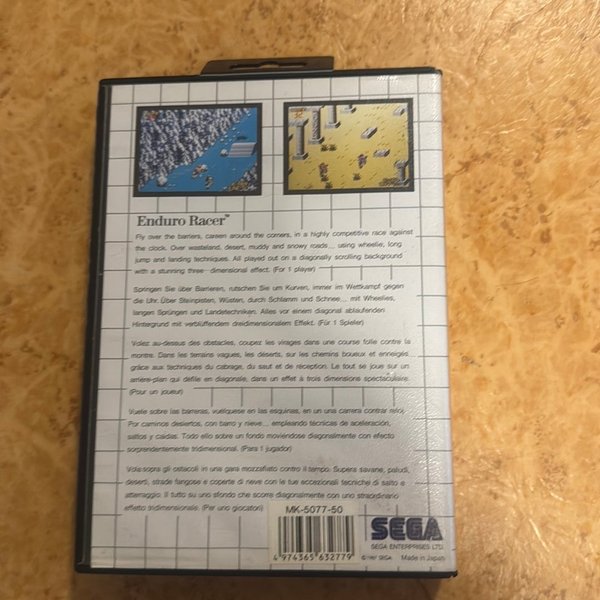 Enduro Racer™
Fly over the barriers, careen around the corners, in a highly competitive race against
the clock. Over wasteland, desert, muddy and snowy roads... using wheelie, long
jump and landing techniques. All played out on a diagonally scrolling background
with a stunning three- dimensional effect. (For 1 player)
Springen Sie über Barrieren, rutschen Sie um Kurven, immer im Wettkampf gegen
die Uhr. Über Steinpisten, Wüsten, durch Schlamm und Schnee... mit Wheelies,
langen Sprüngen und Landetechniken. Alles vor einem diagonal ablaufenden
Hintergrund mit verblüffendem dreidimensionalem Effekt. (Für 1 Spieler)
Volez au-dessus des obstacles, coupez les virages dans une course folle contre la
montre. Dans les terrains vagues, les déserts, sur les chemins boueux et enneigés
grâce aux techniques du cabrage, du saut et de réception. Le tout se joue sur un
arrière-plan qui défile en diagonale, dans un effet à trois dimensions spectaculaire.
(Pour un joueur)
Vuele sobre las barreras, vuélquese en las esquinas, en un una carrera contrar reloj.
Por caminos desiertos, con barro y nieve... empleando técnicas de aceleración,
saltos y caidas. Todo ello sobre un fondo moviéndose diagonalmente con efecto
sorprendentemente tridimensional. (Para 1 jugador)
Vola sopra gli ostacoli in una gara mozzafiato contro il tempo. Supera savane, paludi,
deserti, strade fangose e coperte di neve con le tue eccezionali tecniche di salto e
atterraggio. Il tutto su uno sfondo che scorre diagonalmente con uno straordinario
effetto tridimensionale. (Per uno giocatori)
MK-5077-50
4 974365 632779
SEGA
SEGA ENTERPRISES LTD.
©1987 SEGA Made in Japan